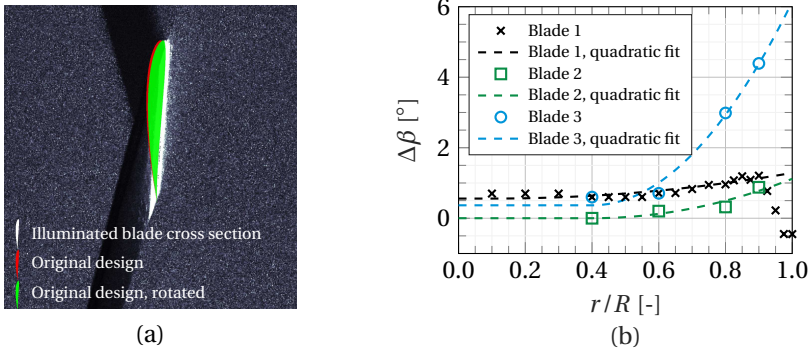 Illuminated blade cross section
Original design
Original design, rotated
(a)
Δβ [°]
6
4
2
0
Blade 1
Blade 1, quadratic fit
Blade 2
Blade 2, quadratic fit
Blade 3
Blade 3, quadratic fit
0.0 0.2 0.4 0.6 0.8 1.0
r/R [-]
(b)